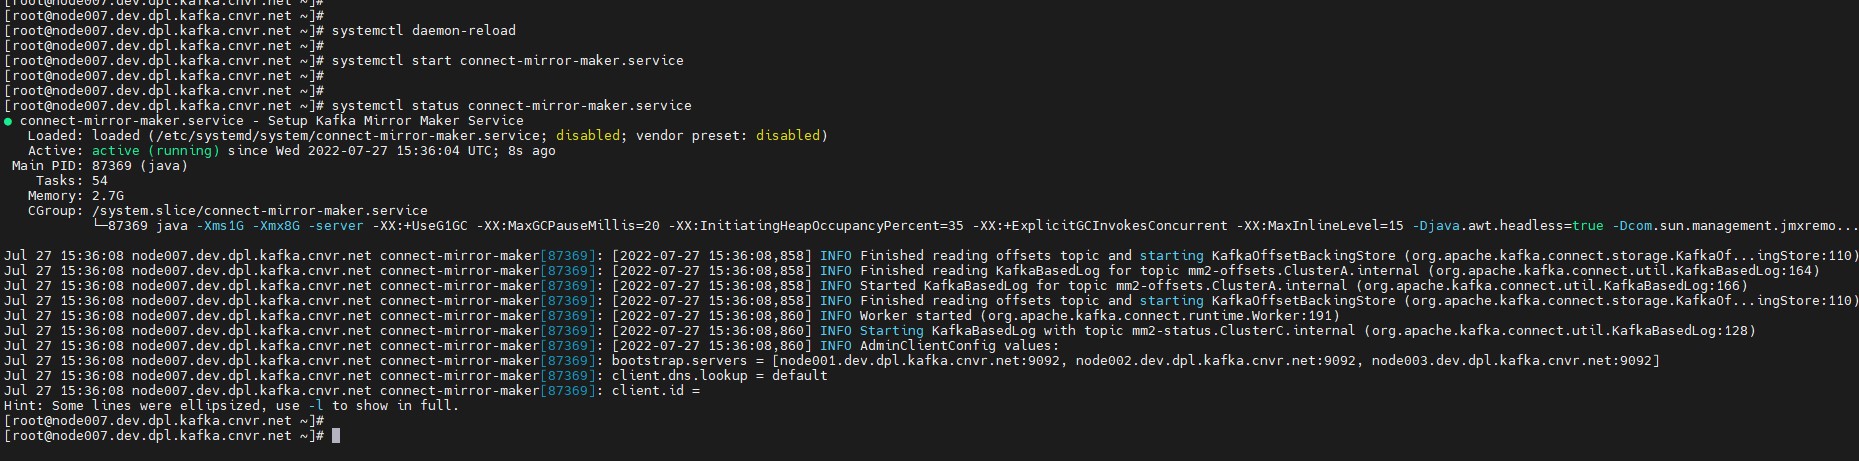 [root@node007.dev.dpl.kafka.cnvr.net ~]#
[root@node007.dev.dpl.kafka.cnvr.net ~]#
[root@node007.dev.dpl.kafka.cnvr.net ~]# systemctl daemon-reload
[root@node007.dev.dpl.kafka.cnvr.net ~]#
[root@node007.dev.dpl.kafka.cnvr.net ~]# systemctl start connect-mirror-maker.service
[root@node007.dev.dpl.kafka.cnvr.net ~]#
[root@node007.dev.dpl.kafka.cnvr.net ~]#
[root@node007.dev.dpl.kafka.cnvr.net ~]# systemctl status connect-mirror-maker.service
● connect-mirror-maker.service - Setup Kafka Mirror Maker Service
Loaded: loaded (/etc/systemd/system/connect-mirror-maker.service; disabled; vendor preset: disabled)
Active: active (running) since Wed 2022-07-27 15:36:04 UTC; 8s ago
Main PID: 87369 (java)
Tasks: 54
Memory: 2.7G
CGroup: /system.slice/connect-mirror-maker.service
└─87369 java -Xms1G -Xmx8G -server -XX:+UseG1GC -XX:MaxGCPauseMillis=20 -XX:InitiatingHeapOccupancyPercent=35 -XX:+ExplicitGCInvokesConcurrent -XX:MaxInlineLevel=15 -Djava.awt.headless=true -Dcom.sun.management.jmxremo...
Jul 27 15:36:08 node007.dev.dpl.kafka.cnvr.net connect-mirror-maker[87369]: [2022-07-27 15:36:08,858] INFO Finished reading offsets topic and starting KafkaOffsetBackingStore (org.apache.kafka.connect.storage.KafkaOf...ingStore:110)
Jul 27 15:36:08 node007.dev.dpl.kafka.cnvr.net connect-mirror-maker[87369]: [2022-07-27 15:36:08,858] INFO Finished reading KafkaBasedLog for topic mm2-offsets.ClusterA.internal (org.apache.kafka.connect.util.KafkaBasedLog:164)
Jul 27 15:36:08 node007.dev.dpl.kafka.cnvr.net connect-mirror-maker[87369]: [2022-07-27 15:36:08,858] INFO Started KafkaBasedLog for topic mm2-offsets.ClusterA.internal (org.apache.kafka.connect.util.KafkaBasedLog:166)
Jul 27 15:36:08 node007.dev.dpl.kafka.cnvr.net connect-mirror-maker[87369]: [2022-07-27 15:36:08,858] INFO Finished reading offsets topic and starting KafkaOffsetBackingStore (org.apache.kafka.connect.storage.KafkaOf...ingStore:110)
Jul 27 15:36:08 node007.dev.dpl.kafka.cnvr.net connect-mirror-maker[87369]: [2022-07-27 15:36:08,860] INFO Worker started (org.apache.kafka.connect.runtime.Worker:191)
Jul 27 15:36:08 node007.dev.dpl.kafka.cnvr.net connect-mirror-maker[87369]: [2022-07-27 15:36:08,860] INFO Starting KafkaBasedLog with topic mm2-status.ClusterC.internal (org.apache.kafka.connect.util.KafkaBasedLog:128)
Jul 27 15:36:08 node007.dev.dpl.kafka.cnvr.net connect-mirror-maker[87369]: [2022-07-27 15:36:08,860] INFO AdminClientConfig values:
Jul 27 15:36:08 node007.dev.dpl.kafka.cnvr.net connect-mirror-maker[87369]: bootstrap.servers = [node001.dev.dpl.kafka.cnvr.net:9092, node002.dev.dpl.kafka.cnvr.net:9092, node003.dev.dpl.kafka.cnvr.net:9092]
Jul 27 15:36:08 node007.dev.dpl.kafka.cnvr.net connect-mirror-maker[87369]: client.dns.lookup = default
Jul 27 15:36:08 node007.dev.dpl.kafka.cnvr.net connect-mirror-maker[87369]: client.id =
Hint: Some lines were ellipsized, use -l to show in full.
[root@node007.dev.dpl.kafka.cnvr.net ~]#
[root@node007.dev.dpl.kafka.cnvr.net ~]#